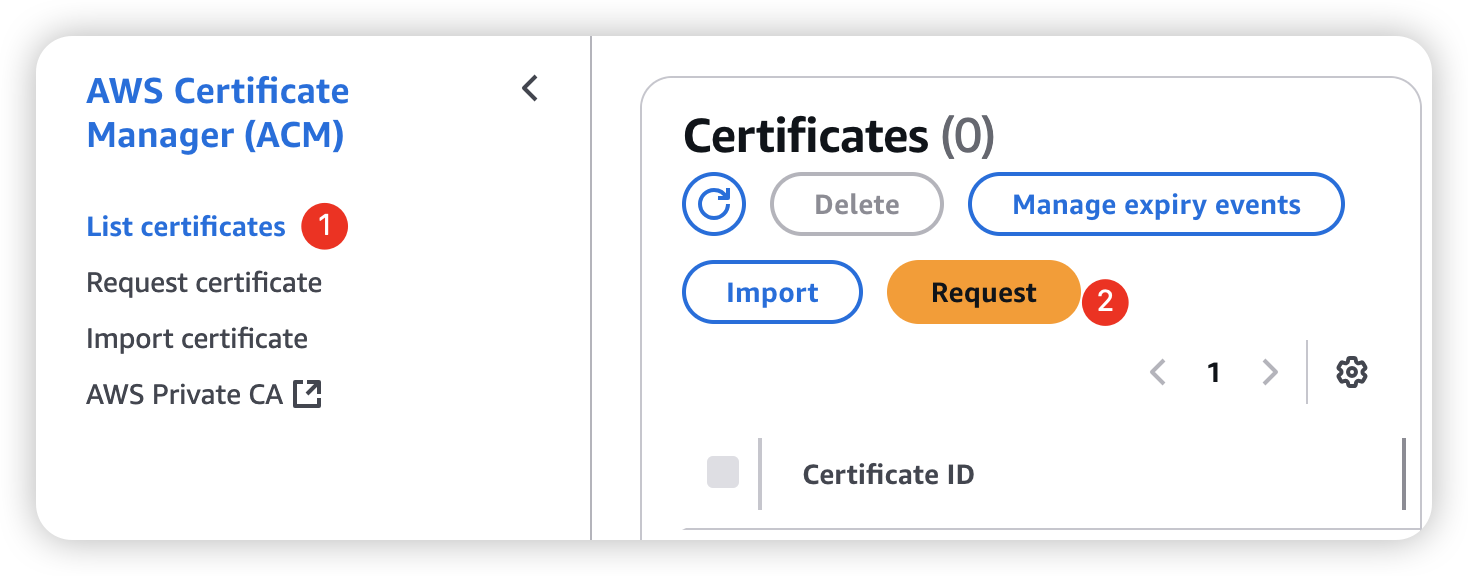 AWS Certificate
Manager (ACM)
List certificates 1
Request certificate
Import certificate
AWS Private CA
Certificates (0)
Delete Manage expiry events
Import Request 2
1
Certificate ID